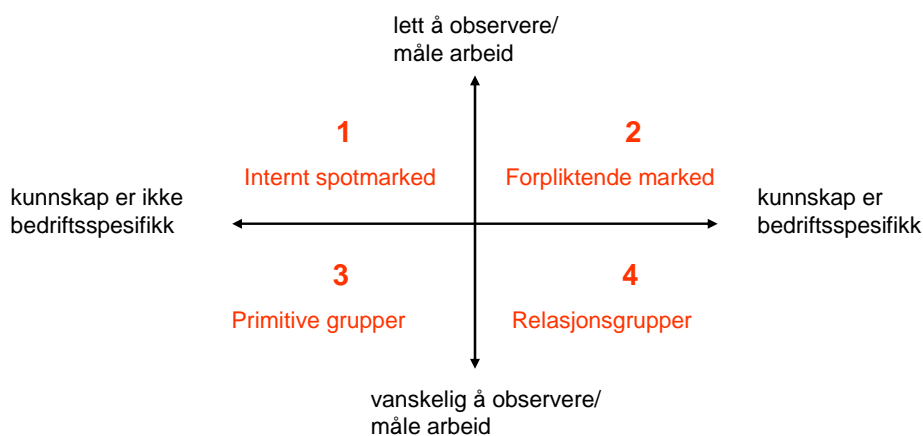 lett å observere/
måle arbeid
1
2
Internt spotmarked
Forpliktende marked
kunnskap er ikke
bedriftsspesifikk
kunnskap er
bedriftsspesifikk
3
4
Primitive grupper
Relasjonsgrupper
vanskelig å observere/
måle arbeid